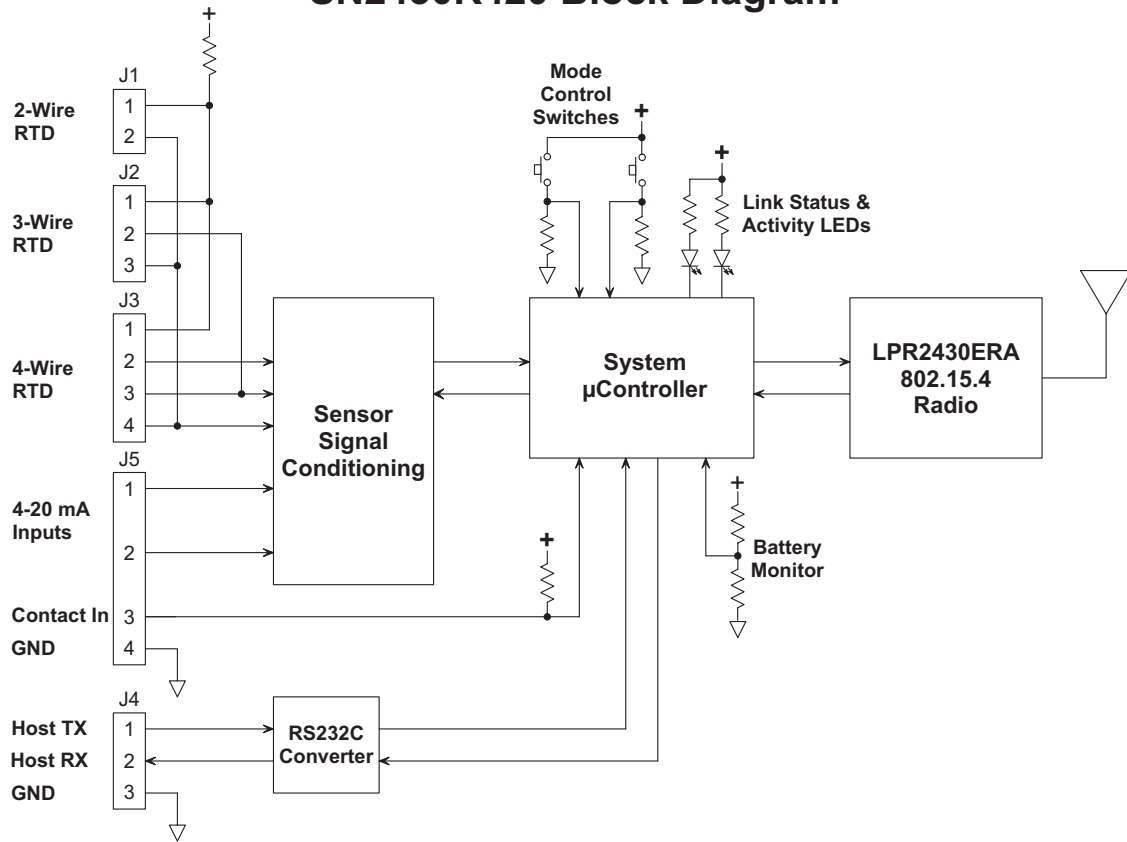 Block Diagram
+
J1
2-Wire
RTD
1
2
J2
3-Wire
RTD
1
2
3
J3
4-Wire
RTD
1
2
3
4
J5
4-20 mA
Inputs
1
2
Contact In
3
GND
4
J4
Host TX
1
Host RX
2
GND
3
Sensor
Signal
Conditioning
RS232C
Converter
Mode
Control
Switches
+
+
Link Status &
Activity LEDs
System
µController
LPR2430ERA
802.15.4
Radio
+
+
Battery
Monitor